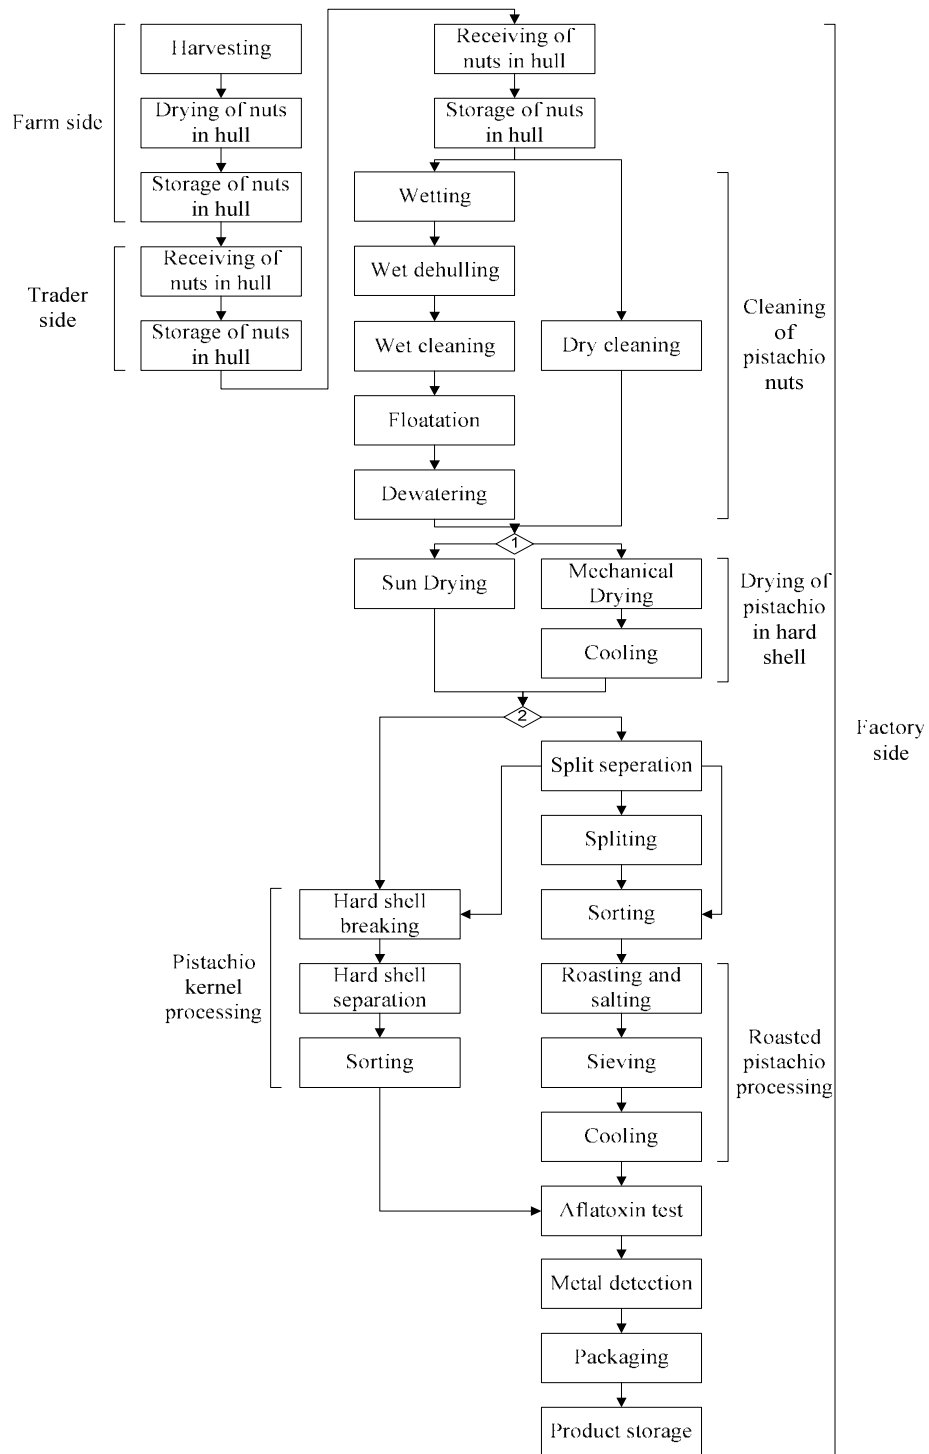 Farm side
Harvesting
Drying of nuts
in hull
Storage of nuts
in hull
Trader
side
Receiving of
nuts in hull
Storage of nuts
in hull
Receiving of
nuts in hull
Storage of nuts
in hull
Wetting
Wet dehulling
Wet cleaning
Floatation
Dewatering
Dry cleaning
Cleaning
of
pistachio
nuts
1
Sun Drying
Mechanical
Drying
Cooling
Drying of
pistachio
in hard
shell
2
Factory
side
Split seperation
Spliting
Sorting
Hard shell
breaking
Hard shell
separation
Sorting
Pistachio
kernel
processing
Roasting and
salting
Sieving
Cooling
Roasted
pistachio
processing
Aflatoxin test
Metal detection
Packaging
Product storage